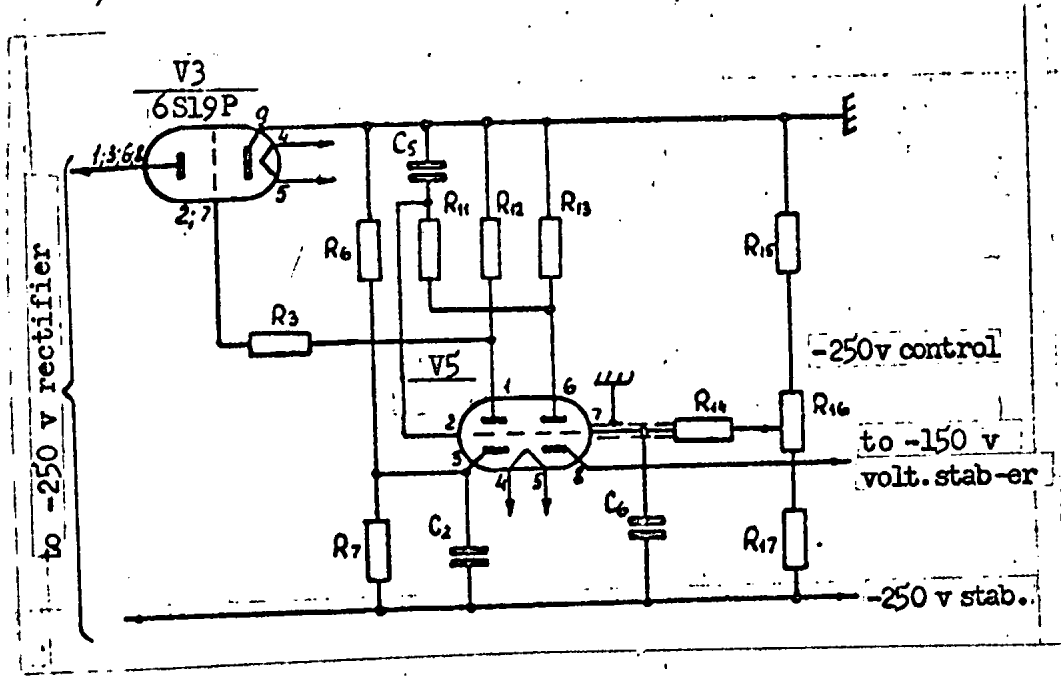 V3
6S19P
9
4
1;3;6;8
5
2;7
C5
R11
R12
R13
R6
R15
R3
to -250 v rectifier
V5
-250v control
1
6
2
7
R14
R16
3
4
5
8
to -150 v
volt.stab-er
C6
C2
R7
R17
-250 v stab.